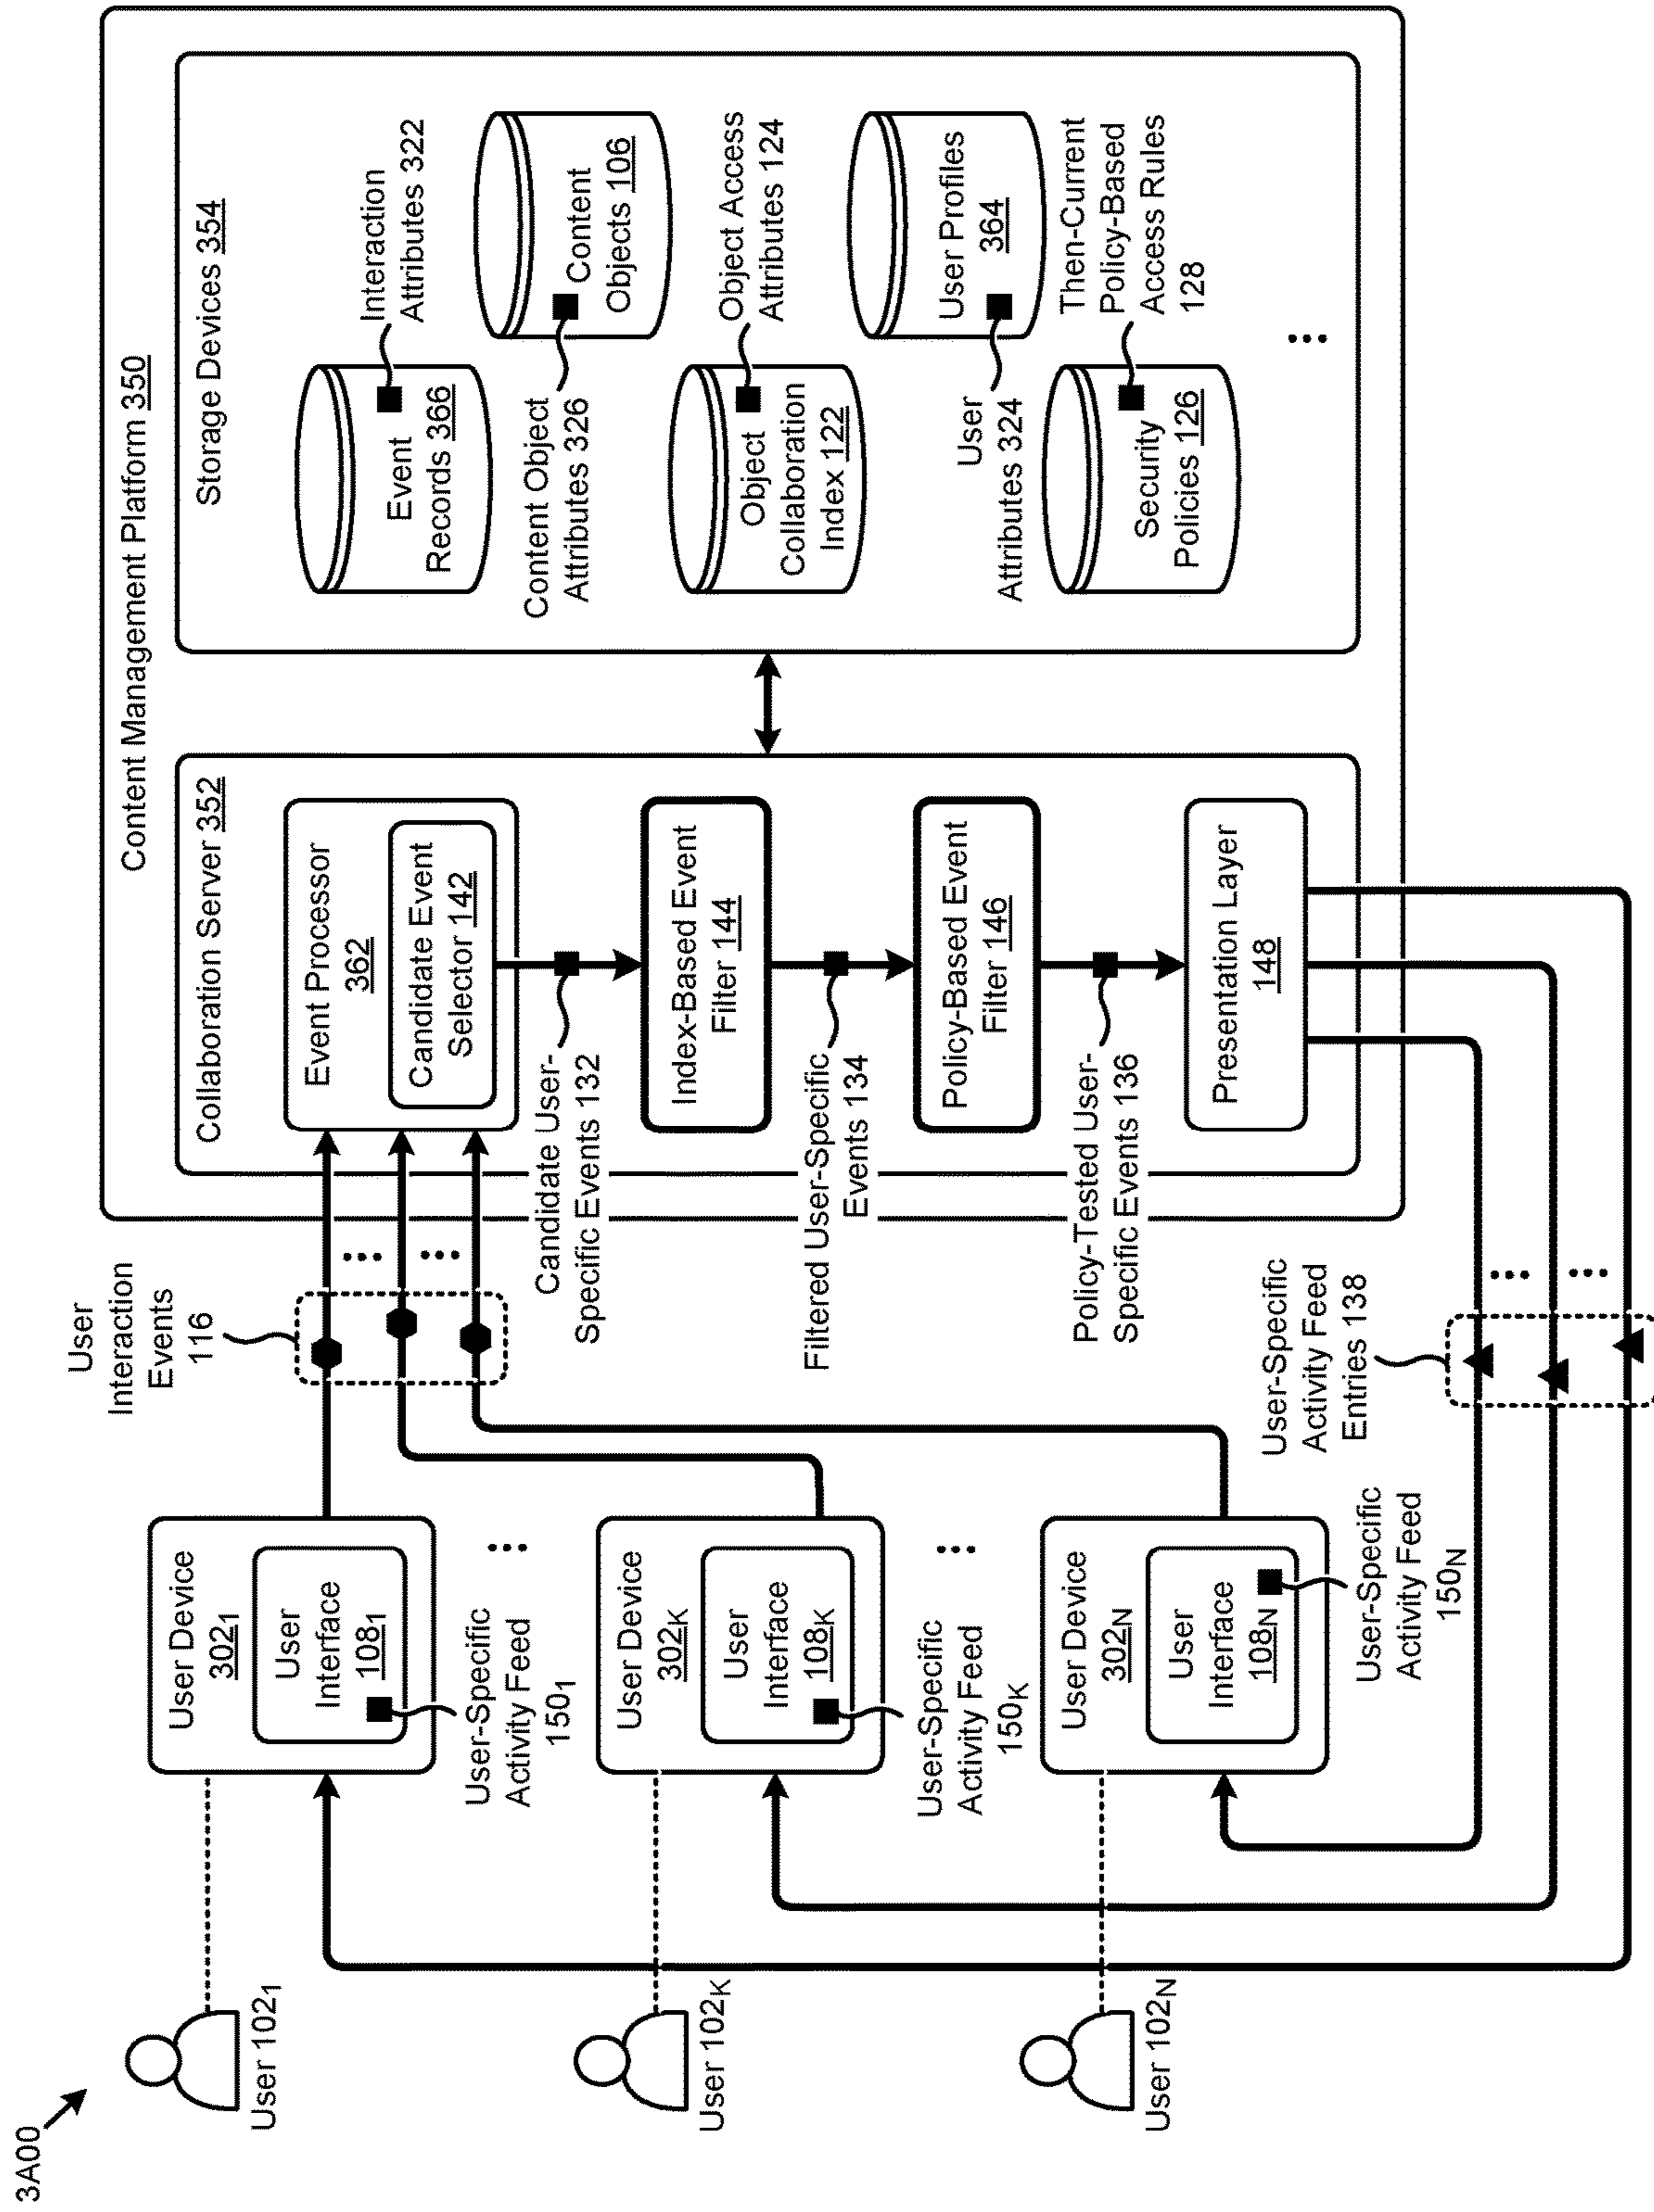 3A00
User 102₁
User 102K
User 102N
User Device
302₁
User
Interface
108₁
User-Specific
Activity Feed
150₁
User Device
302K
User
Interface
108K
User-Specific
Activity Feed
150K
User Device
302N
User
Interface
108N
User-Specific
Activity Feed
150N
User
Interaction
Events
116
User-Specific
Activity Feed
Entries 138
Content Management Platform 350
Collaboration Server 352
Event Processor
362
Candidate Event
Selector 142
Candidate User-
Specific Events 132
Index-Based Event
Filter 144
Filtered User-Specific
Events 134
Policy-Based Event
Filter 146
Policy-Tested User-
Specific Events 136
Presentation Layer
148
Storage Devices 354
Event
Records 366
Interaction
Attributes 322
Content Object
Attributes 326
Content
Objects 106
Object
Collaboration
Index 122
Object Access
Attributes 124
User
Attributes 324
User Profiles
364
Security
Policies 126
Then-Current
Policy-Based
Access Rules
128